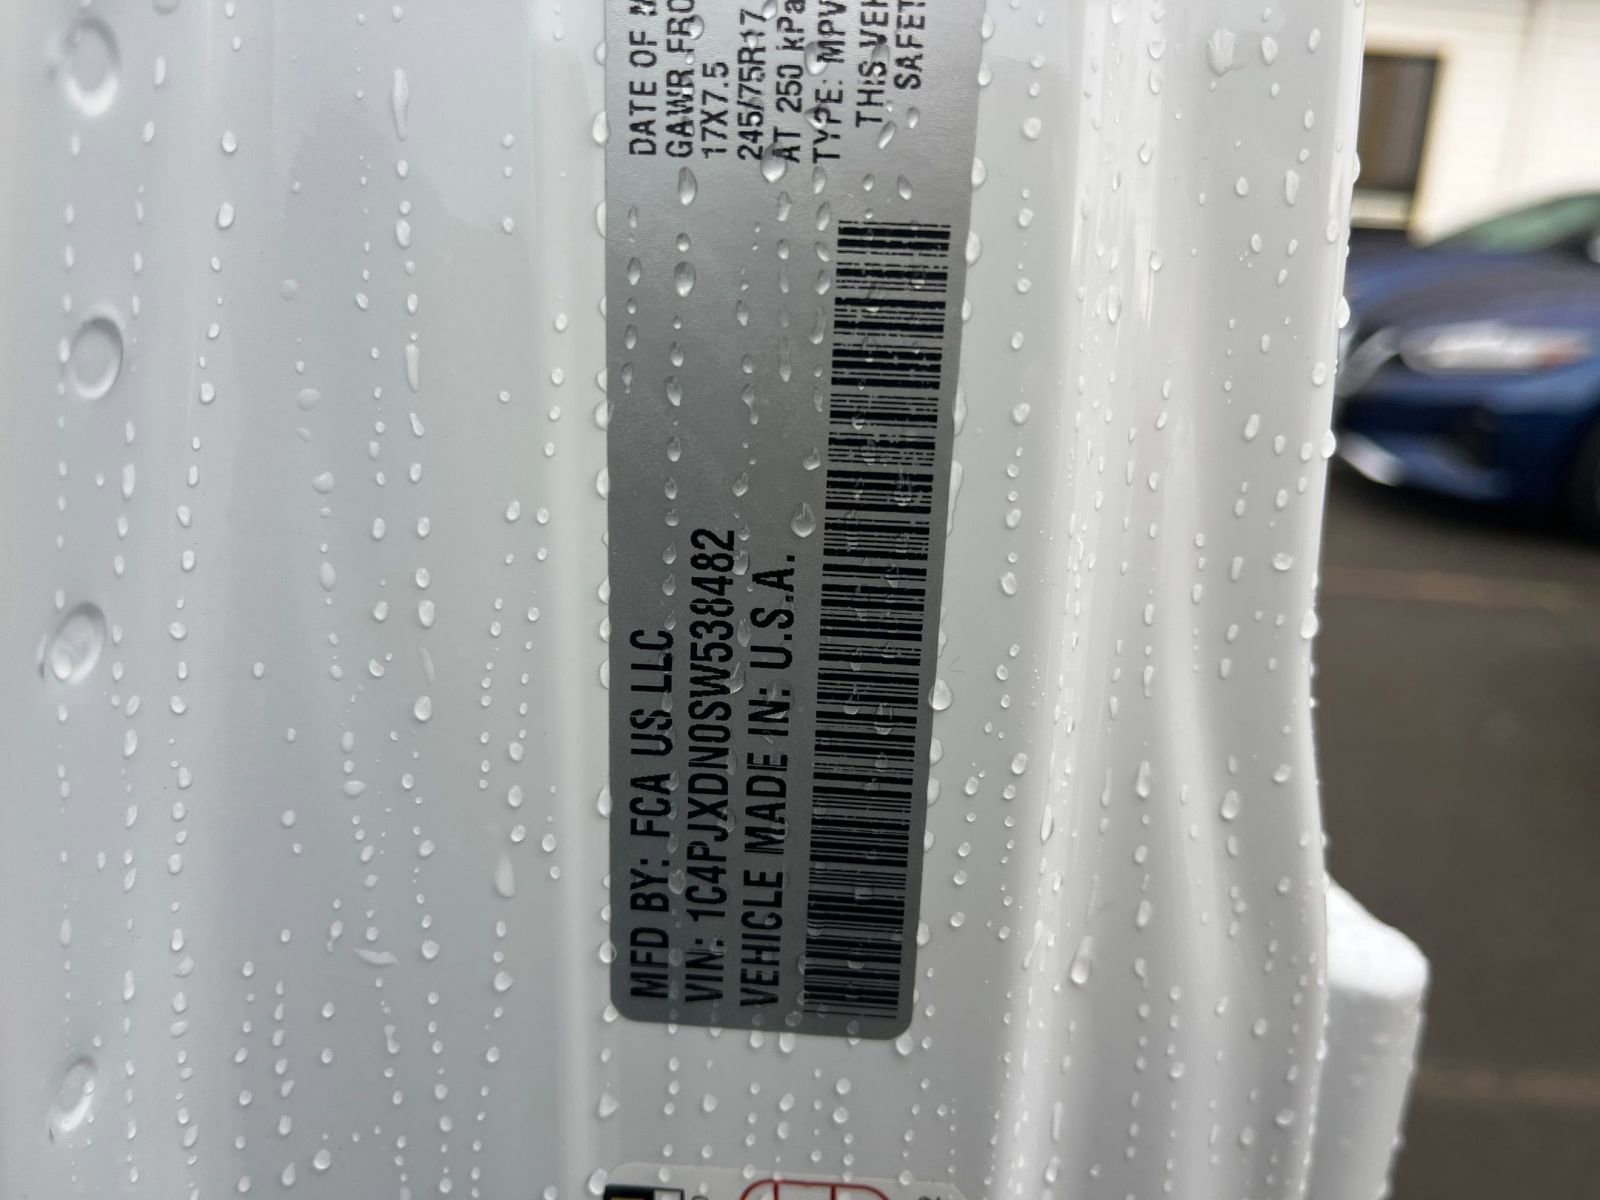 MFD BY: FCA US LLC
VIN: 1C4PJXDN0SW538482
VEHICLE MADE IN: U.S.A.
DATE OF M
GAWR FRO
17X7.5
245/75R17
AT 250 kPa
TYPE: MPV
THIS VEH
SAFET